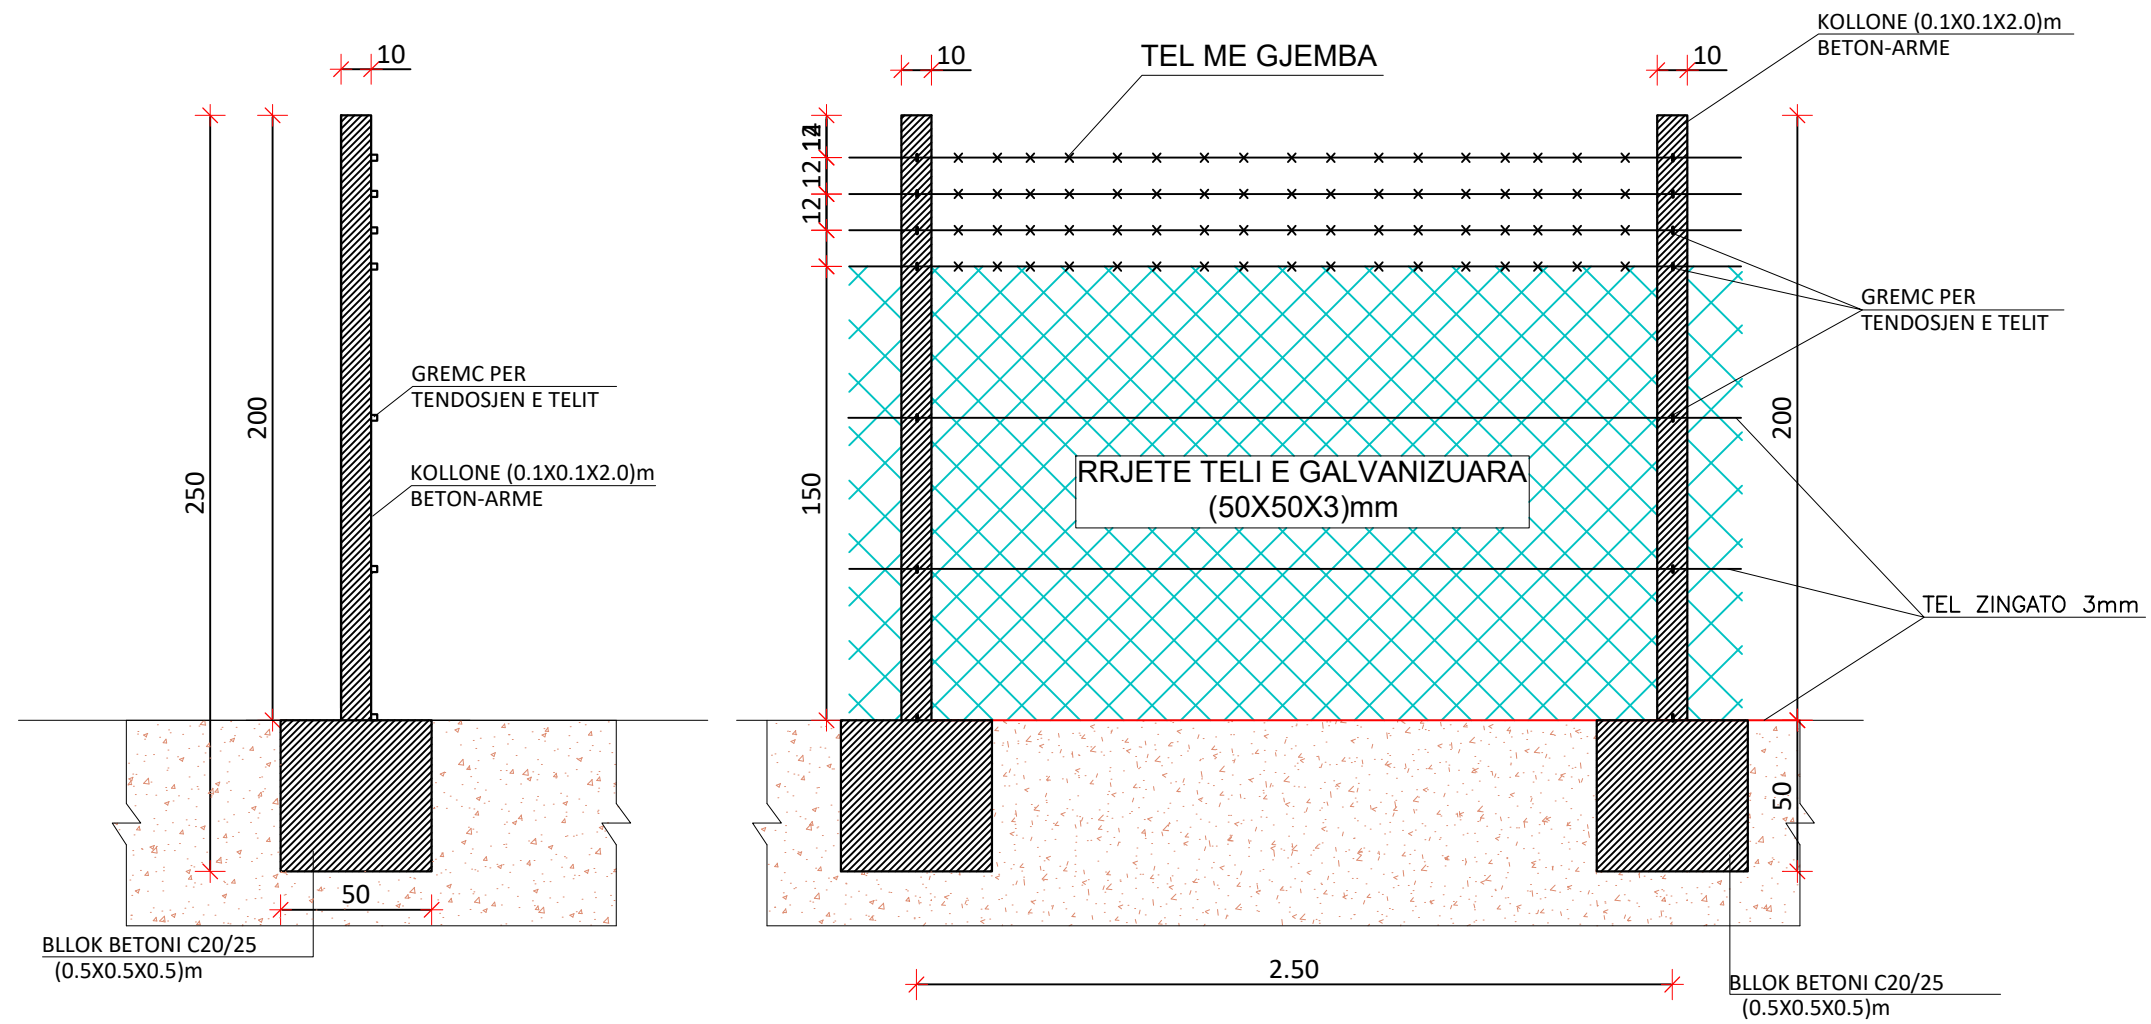 10
200
250
GREMC PER
TENDOSJEN E TELIT
KOLLONE (0.1X0.1X2.0)m
BETON-ARME
50
BLLOK BETONI C20/25
(0.5X0.5X0.5)m
10
TEL ME GJEMBA
10
KOLLONE (0.1X0.1X2.0)m
BETON-ARME
12
12
150
GREMC PER
TENDOSJEN E TELIT
200
RRJETE TELI E GALVANIZUARA
(50X50X3)mm
TEL ZINGATO 3mm
50
2.50
BLLOK BETONI C20/25
(0.5X0.5X0.5)m